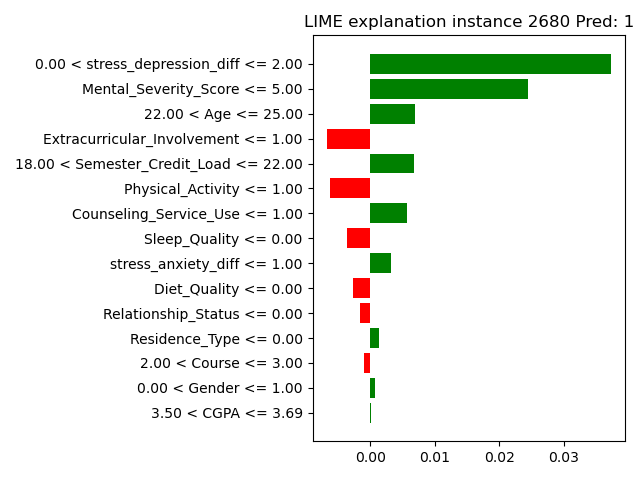 LIME explanation instance 2680 Pred: 1
0.00 < stress_depression_diff <= 2.00
Mental_Severity_Score <= 5.00
22.00 < Age <= 25.00
Extracurricular_Involvement <= 1.00
18.00 < Semester_Credit_Load <= 22.00
Physical_Activity <= 1.00
Counseling_Service_Use <= 1.00
Sleep_Quality <= 0.00
stress_anxiety_diff <= 1.00
Diet_Quality <= 0.00
Relationship_Status <= 0.00
Residence_Type <= 0.00
2.00 < Course <= 3.00
0.00 < Gender <= 1.00
3.50 < CGPA <= 3.69
0.00 0.01 0.02 0.03